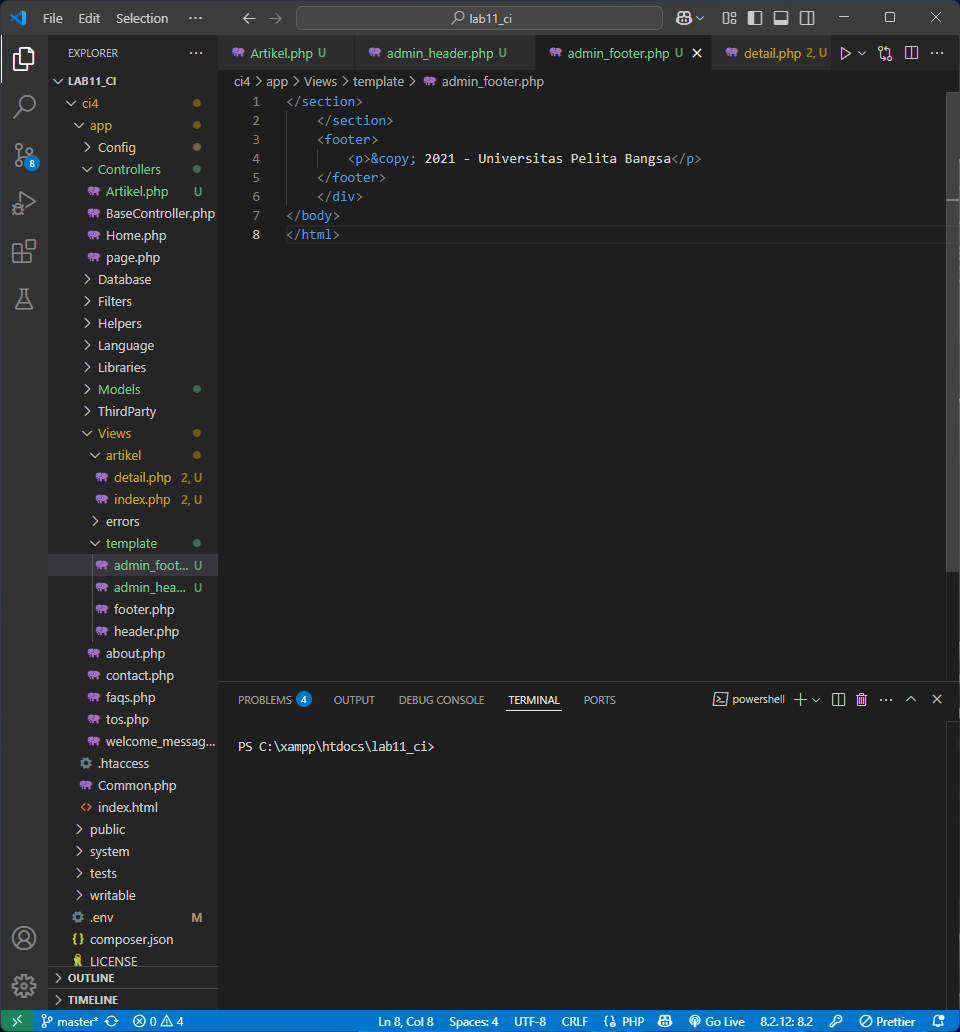 File Edit Selection ··· lab11_ci
EXPLORER ···
LAB11_CI
ci4
app
Config
Controllers
Artikel.php U
BaseController.php
Home.php
page.php
Database
Filters
Helpers
Language
Libraries
Models
ThirdParty
Views
artikel
detail.php 2, U
index.php 2, U
errors
template
admin_foot... U
admin_hea... U
footer.php
header.php
about.php
contact.php
faqs.php
tos.php
welcome_messag...
.htaccess
Common.php
index.html
public
system
tests
writable
.env M
composer.json
LICENSE
OUTLINE
TIMELINE
8
Artikel.php U admin_header.php U admin_footer.php U detail.php 2, U ···
ci4 > app > Views > template > admin_footer.php
1 </section>
2 </section>
3 <footer>
4 <p>&copy; 2021 - Universitas Pelita Bangsa</p>
5 </footer>
6 </div>
7 </body>
8 </html>
PROBLEMS 4 OUTPUT DEBUG CONSOLE TERMINAL PORTS powershell ···
PS C:\xampp\htdocs\lab11_ci>
master* 0 4 Ln 8, Col 8 Spaces: 4 UTF-8 CRLF {} PHP Go Live 8.2.12: 8.2 Prettier